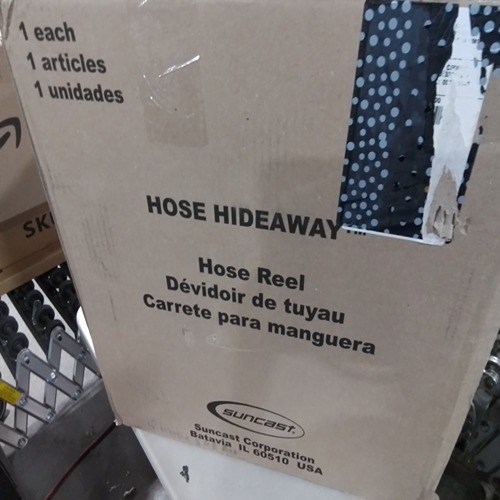 1 each
1 articles
1 unidades
SK
HOSE HIDEAWAY
Hose Reel
Dévidoir de tuyau
Carrete para manguera
SUNCAST
Suncast Corporation
Batavia IL 60510 USA